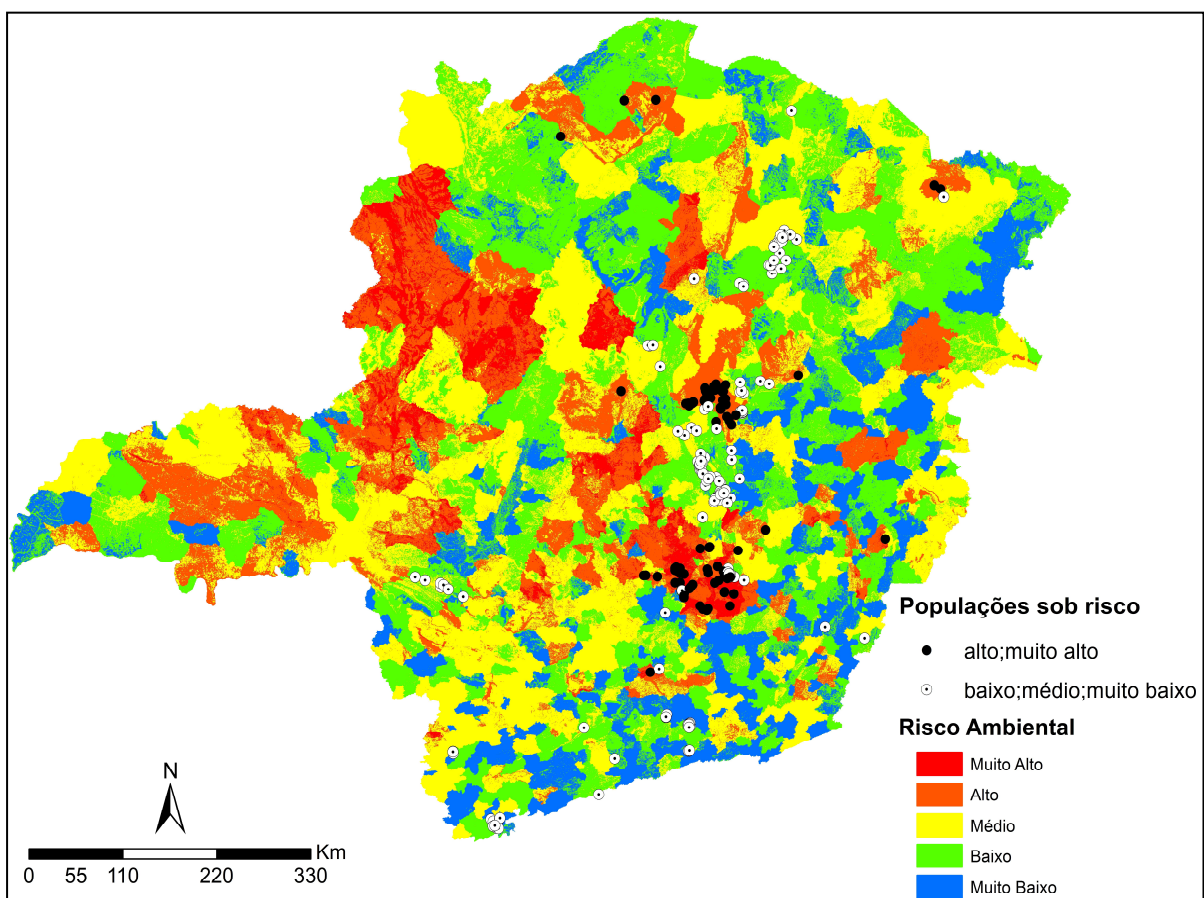 Populações sob risco
alto;muito alto
baixo;médio;muito baixo
Risco Ambiental
Muito Alto
Alto
Médio
Baixo
Muito Baixo
N
Km
0 55 110 220 330